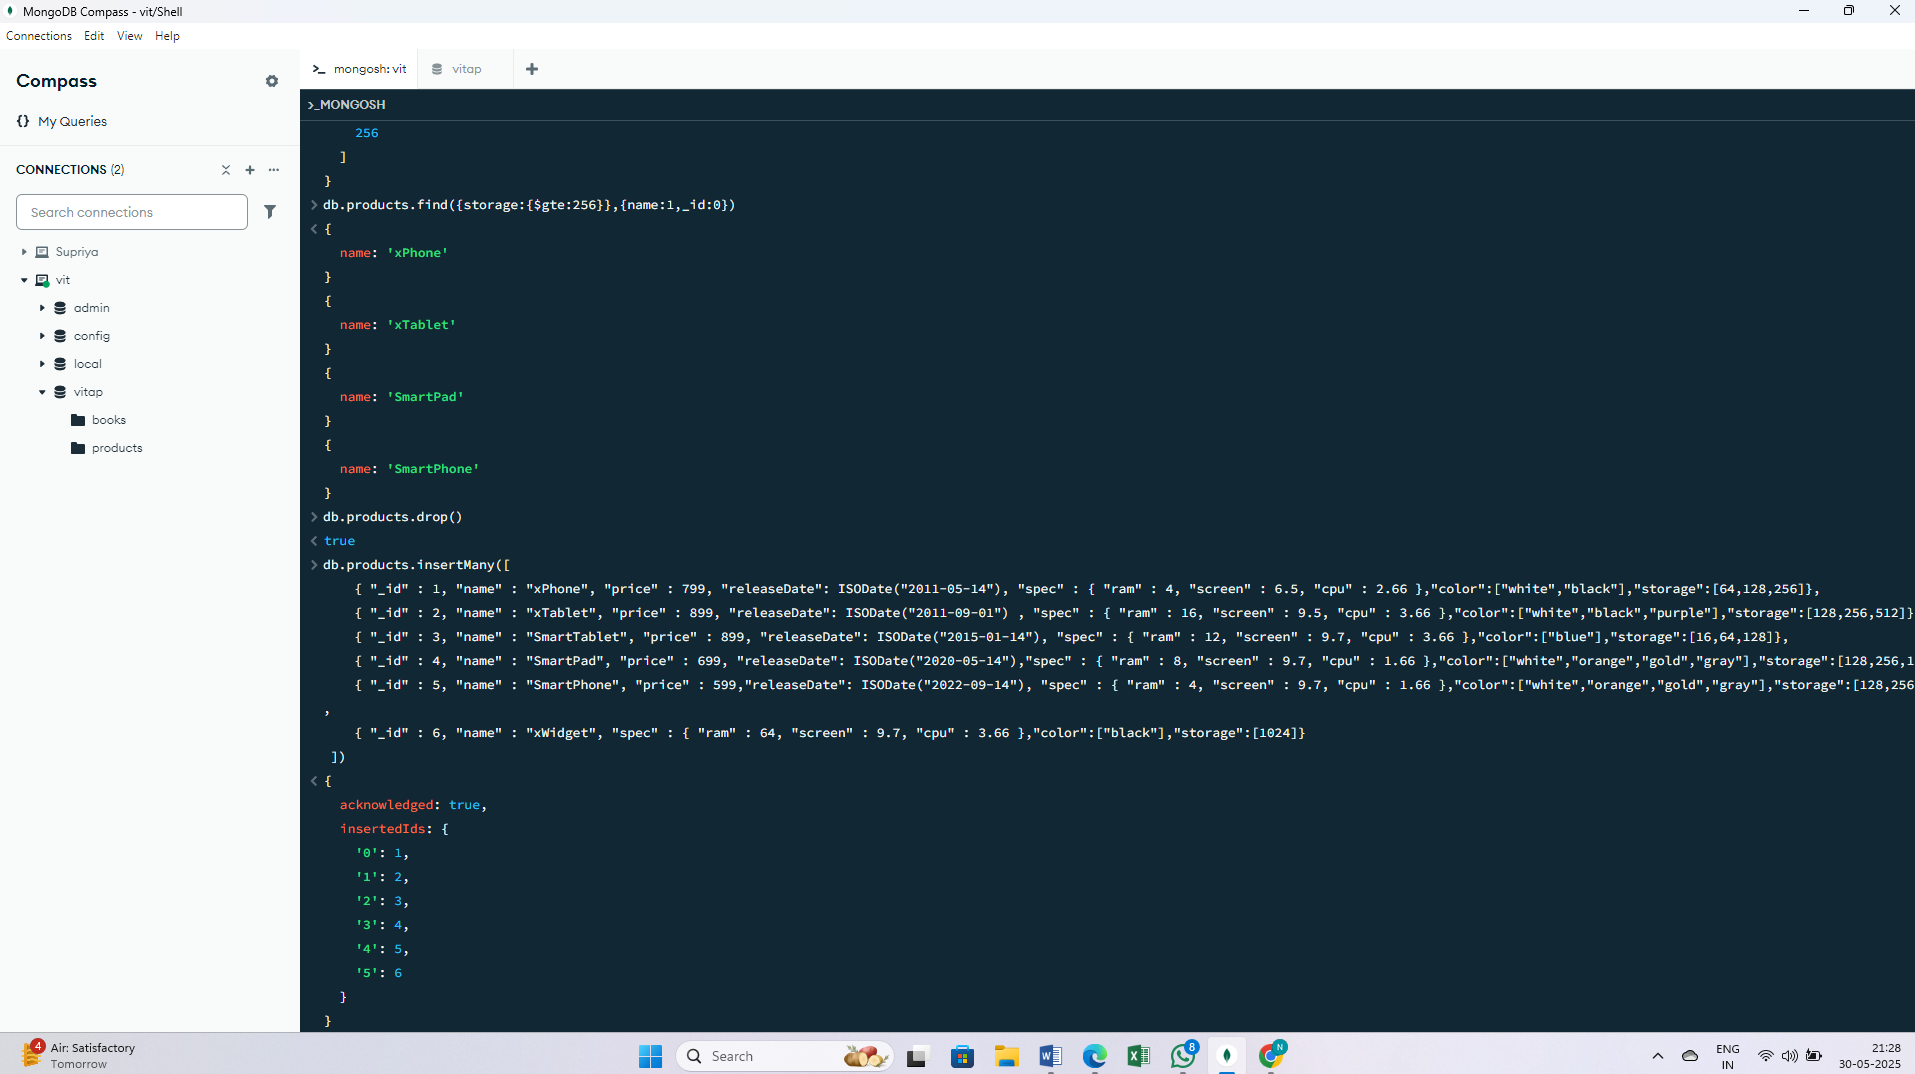 MongoDB Compass - vit/Shell
Connections Edit View Help
Compass
{} My Queries
CONNECTIONS (2)
Search connections
Supriya
vit
admin
config
local
vitap
books
products
>_ mongosh: vit
vitap
>_MONGOSH
256
]
}
> db.products.find({storage:{$gte:256}},{name:1,_id:0})
< {
name: 'xPhone'
}
{
name: 'xTablet'
}
{
name: 'SmartPad'
}
{
name: 'SmartPhone'
}
> db.products.drop()
< true
> db.products.insertMany([
{ "_id" : 1, "name" : "xPhone", "price" : 799, "releaseDate": ISODate("2011-05-14"), "spec" : { "ram" : 4, "screen" : 6.5, "cpu" : 2.66 },"color":["white","black"],"storage":[64,128,256]},
{ "_id" : 2, "name" : "xTablet", "price" : 899, "releaseDate": ISODate("2011-09-01") , "spec" : { "ram" : 16, "screen" : 9.5, "cpu" : 3.66 },"color":["white","black","purple"],"storage":[128,256,512]}
{ "_id" : 3, "name" : "SmartTablet", "price" : 899, "releaseDate": ISODate("2015-01-14"), "spec" : { "ram" : 12, "screen" : 9.7, "cpu" : 3.66 },"color":["blue"],"storage":[16,64,128]},
{ "_id" : 4, "name" : "SmartPad", "price" : 699, "releaseDate": ISODate("2020-05-14"),"spec" : { "ram" : 8, "screen" : 9.7, "cpu" : 1.66 },"color":["white","orange","gold","gray"],"storage":[128,256,1
{ "_id" : 5, "name" : "SmartPhone", "price" : 599,"releaseDate": ISODate("2022-09-14"), "spec" : { "ram" : 4, "screen" : 9.7, "cpu" : 1.66 },"color":["white","orange","gold","gray"],"storage":[128,256
,
{ "_id" : 6, "name" : "xWidget", "spec" : { "ram" : 64, "screen" : 9.7, "cpu" : 3.66 },"color":["black"],"storage":[1024]}
])
< {
acknowledged: true,
insertedIds: {
'0': 1,
'1': 2,
'2': 3,
'3': 4,
'4': 5,
'5': 6
}
}
4
Air: Satisfactory
Tomorrow
Search
8
N
ENG
IN
21:28
30-05-2025